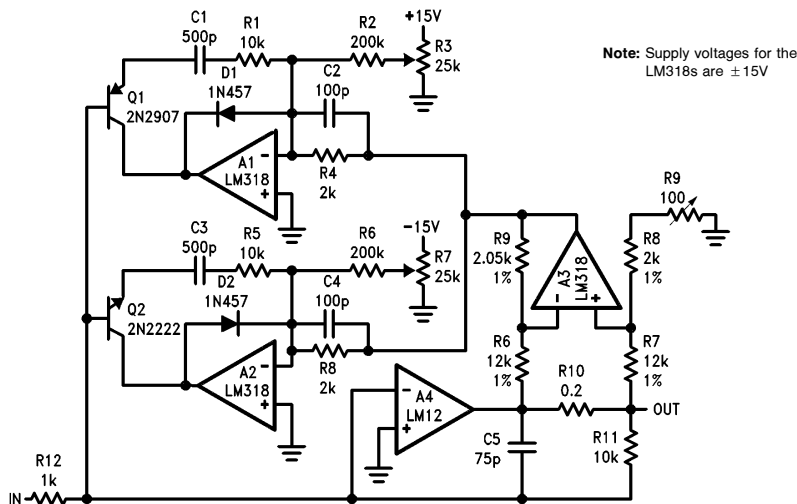 +15V
C1
500p
R1
10k
R2
200k
R3
25k
Note: Supply voltages for the
LM318s are ±15V
D1
1N457
C2
100p
Q1
2N2907
A1
LM318
-
+
R4
2k
C3
500p
R5
10k
R6
200k
-15V
R7
25k
D2
1N457
C4
100p
Q2
2N2222
A2
LM318
-
+
R8
2k
R9
100
R9
2.05k
1%
A3
LM318
-
+
R8
2k
1%
R6
12k
1%
R7
12k
1%
R10
0.2
OUT
A4
LM12
-
+
C5
75p
R11
10k
R12
1k
IN